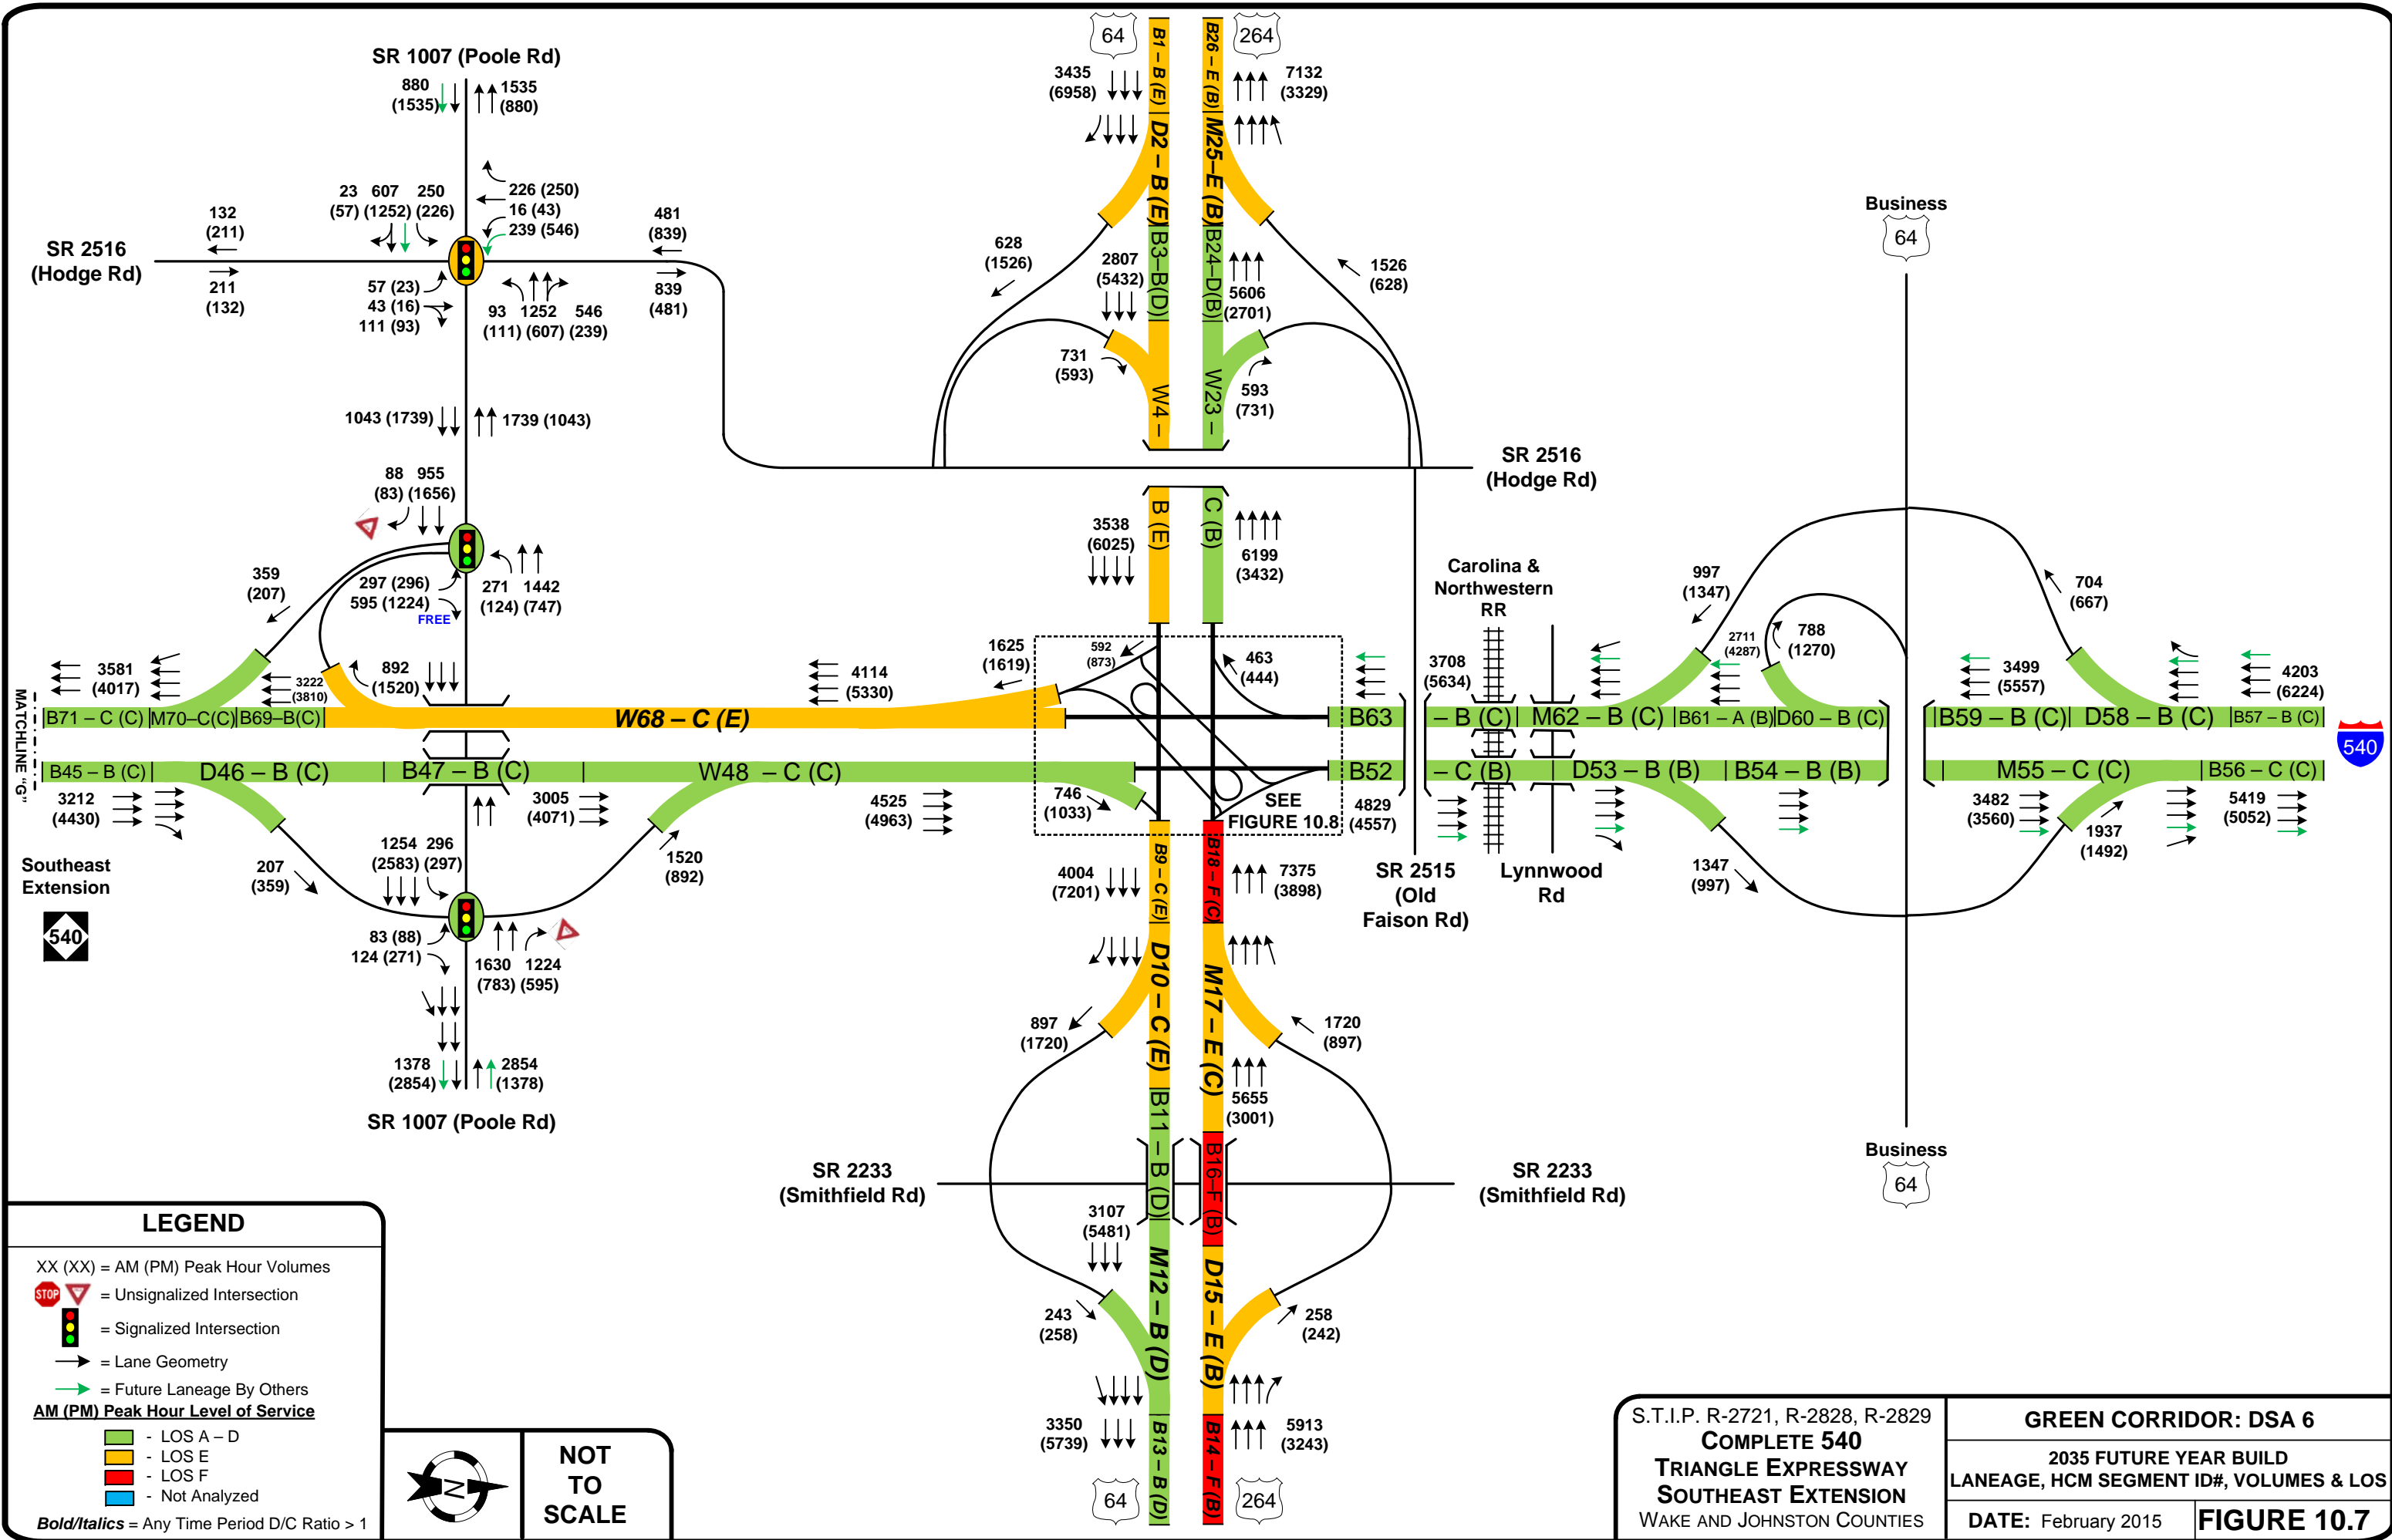 SR 1007 (Poole Rd)
880
(1535)
1535
(880)
23 607 250
(57) (1252) (226)
226 (250)
16 (43)
239 (546)
132
(211)
SR 2516
(Hodge Rd)
211
(132)
481
(839)
839
(481)
57 (23)
43 (16)
111 (93)
93 1252 546
(111) (607) (239)
1043 (1739)
1739 (1043)
88 955
(83) (1656)
359
(207)
297 (296)
595 (1224)
FREE
271 1442
(124) (747)
64
264
B1 – B (E)
B26 – E (B)
3435
(6958)
7132
(3329)
D2 – B (E)
M25–E (B)
628
(1526)
2807
(5432)
B3–B(D)
B24–D(B)
5606
(2701)
1526
(628)
731
(593)
W4 –
W23 –
593
(731)
SR 2516
(Hodge Rd)
B (E)
C (B)
3538
(6025)
6199
(3432)
Business
64
Carolina &
Northwestern
RR
997
(1347)
704
(667)
2711
(4287)
788
(1270)
3581
(4017)
3222
(3810)
892
(1520)
4114
(5330)
1625
(1619)
592
(873)
463
(444)
3708
(5634)
3499
(5557)
4203
(6224)
MATCHLINE "G"
B71 – C (C)
M70–C(C)
B69–B(C)
W68 – C (E)
B63
– B (C)
M62 – B (C)
B61 – A (B)
D60 – B (C)
B59 – B (C)
D58 – B (C)
B57 – B (C)
540
B45 – B (C)
D46 – B (C)
B47 – B (C)
W48 – C (C)
B52
– C (B)
D53 – B (B)
B54 – B (B)
M55 – C (C)
B56 – C (C)
3212
(4430)
3005
(4071)
4525
(4963)
746
(1033)
SEE
FIGURE 10.8
4829
(4557)
3482
(3560)
1937
(1492)
5419
(5052)
Southeast
Extension
540
207
(359)
1254 296
(2583) (297)
1520
(892)
83 (88)
124 (271)
1630 1224
(783) (595)
1378
(2854)
2854
(1378)
SR 1007 (Poole Rd)
B9 – C (E)
B18 – F (C)
4004
(7201)
7375
(3898)
SR 2515
(Old
Faison Rd)
Lynnwood
Rd
1347
(997)
D10 – C (E)
M17 – E (C)
897
(1720)
1720
(897)
5655
(3001)
B11 – B (D)
B16–F (B)
SR 2233
(Smithfield Rd)
SR 2233
(Smithfield Rd)
Business
64
3107
(5481)
M12 – B (D)
D15 – E (B)
243
(258)
258
(242)
3350
(5739)
B13 – B (D)
B14 – F (B)
5913
(3243)
64
264
LEGEND
XX (XX) = AM (PM) Peak Hour Volumes
STOP = Unsignalized Intersection
= Signalized Intersection
= Lane Geometry
= Future Laneage By Others
AM (PM) Peak Hour Level of Service
- LOS A – D
- LOS E
- LOS F
- Not Analyzed
Bold/Italics = Any Time Period D/C Ratio > 1
N
NOT
TO
SCALE
S.T.I.P. R-2721, R-2828, R-2829
COMPLETE 540
TRIANGLE EXPRESSWAY
SOUTHEAST EXTENSION
WAKE AND JOHNSTON COUNTIES
GREEN CORRIDOR: DSA 6
2035 FUTURE YEAR BUILD
LANEAGE, HCM SEGMENT ID#, VOLUMES & LOS
DATE: February 2015
FIGURE 10.7